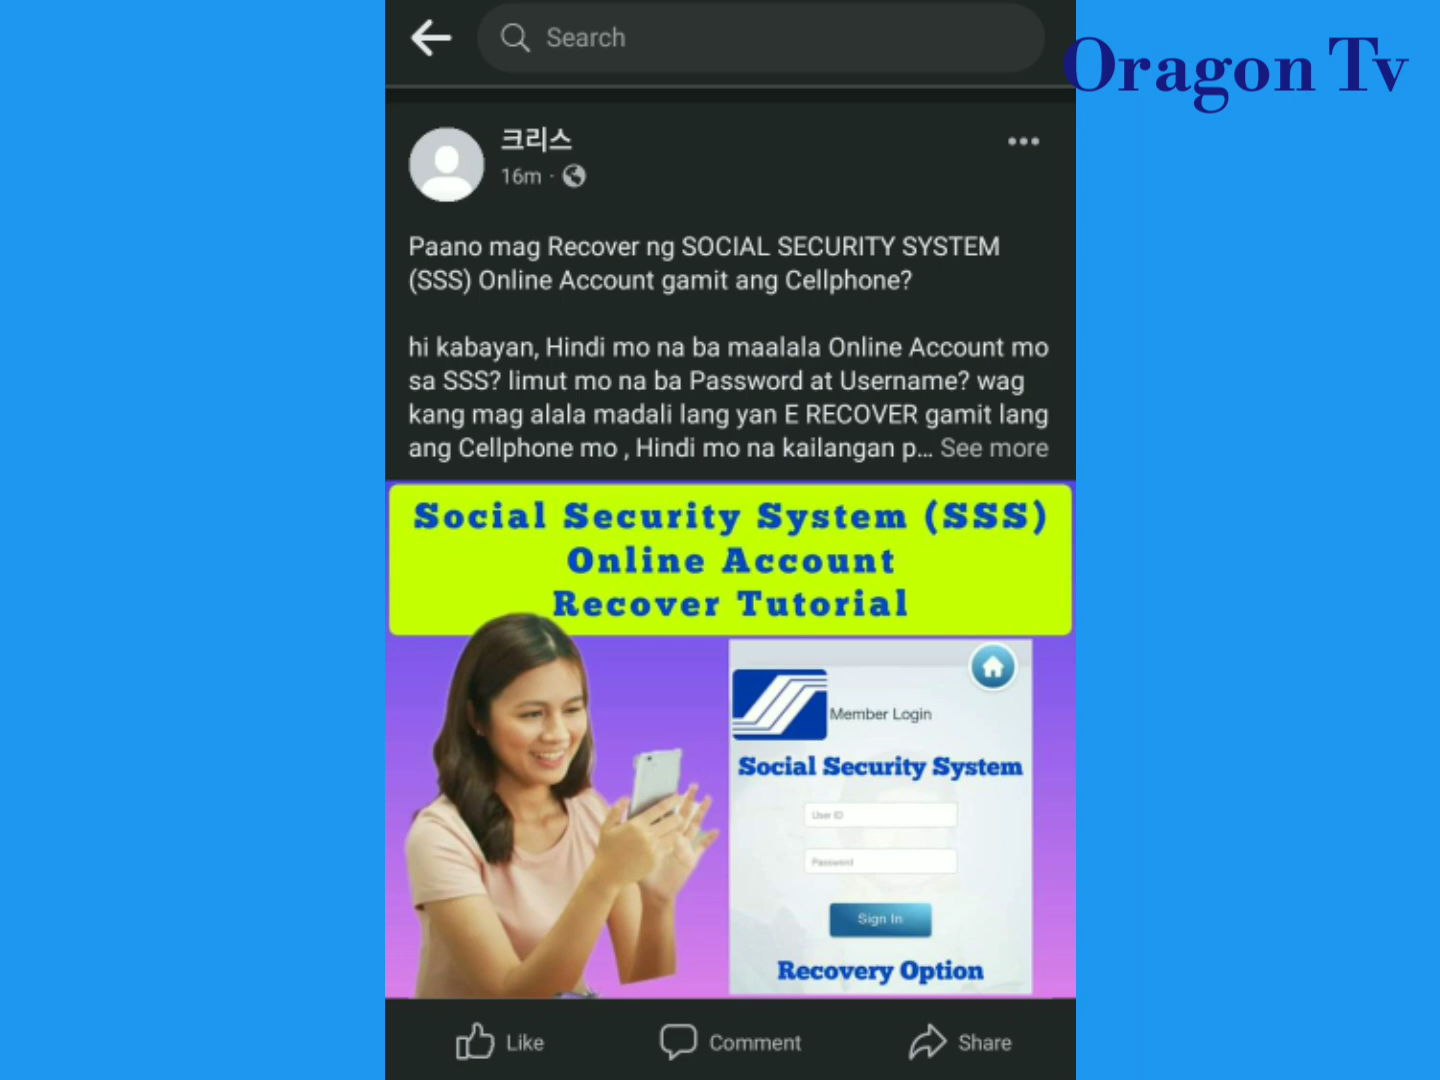 Search
Oragon Tv
크리스
16m ·
Paano mag Recover ng SOCIAL SECURITY SYSTEM
(SSS) Online Account gamit ang Cellphone?
hi kabayan, Hindi mo na ba maalala Online Account mo
sa SSS? limut mo na ba Password at Username? wag
kang mag alala madali lang yan E RECOVER gamit lang
ang Cellphone mo , Hindi mo na kailangan p... See more
Social Security System (SSS)
Online Account
Recover Tutorial
Member Login
Social Security System
User ID
Password
Sign In
Recovery Option
Like
Comment
Share